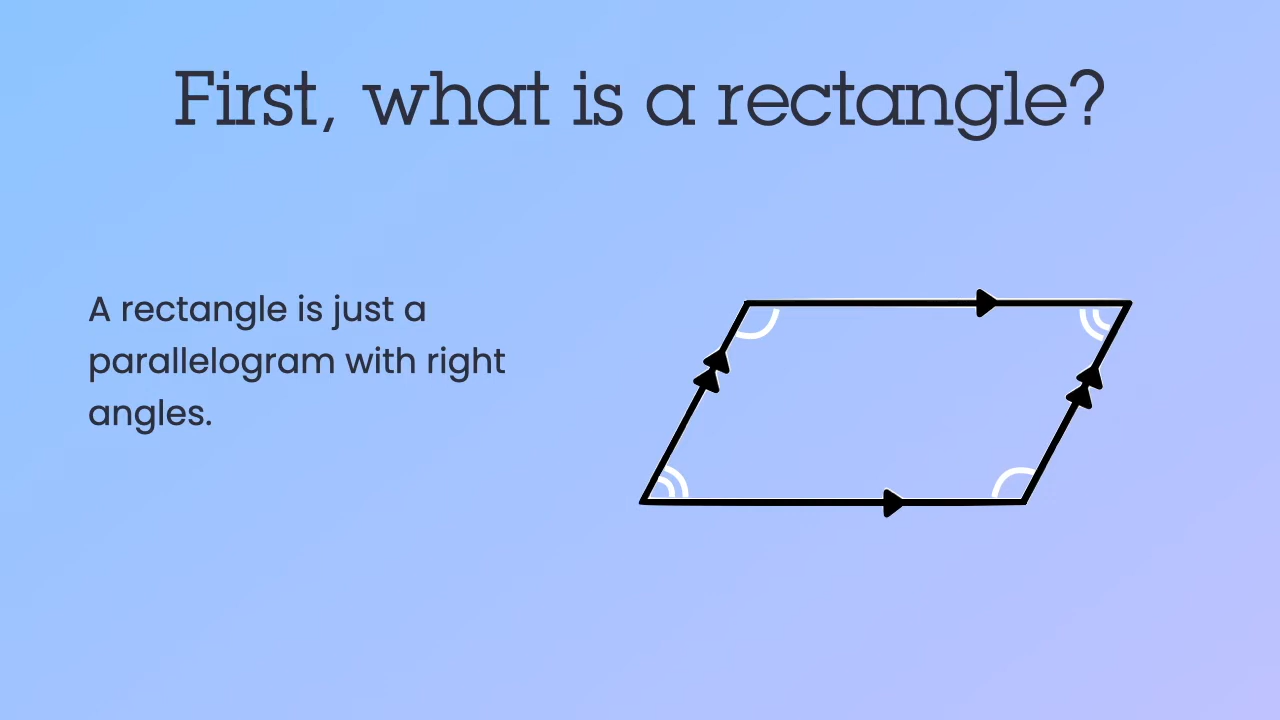 First, what is a rectangle?
A rectangle is just a
parallelogram with right
angles.